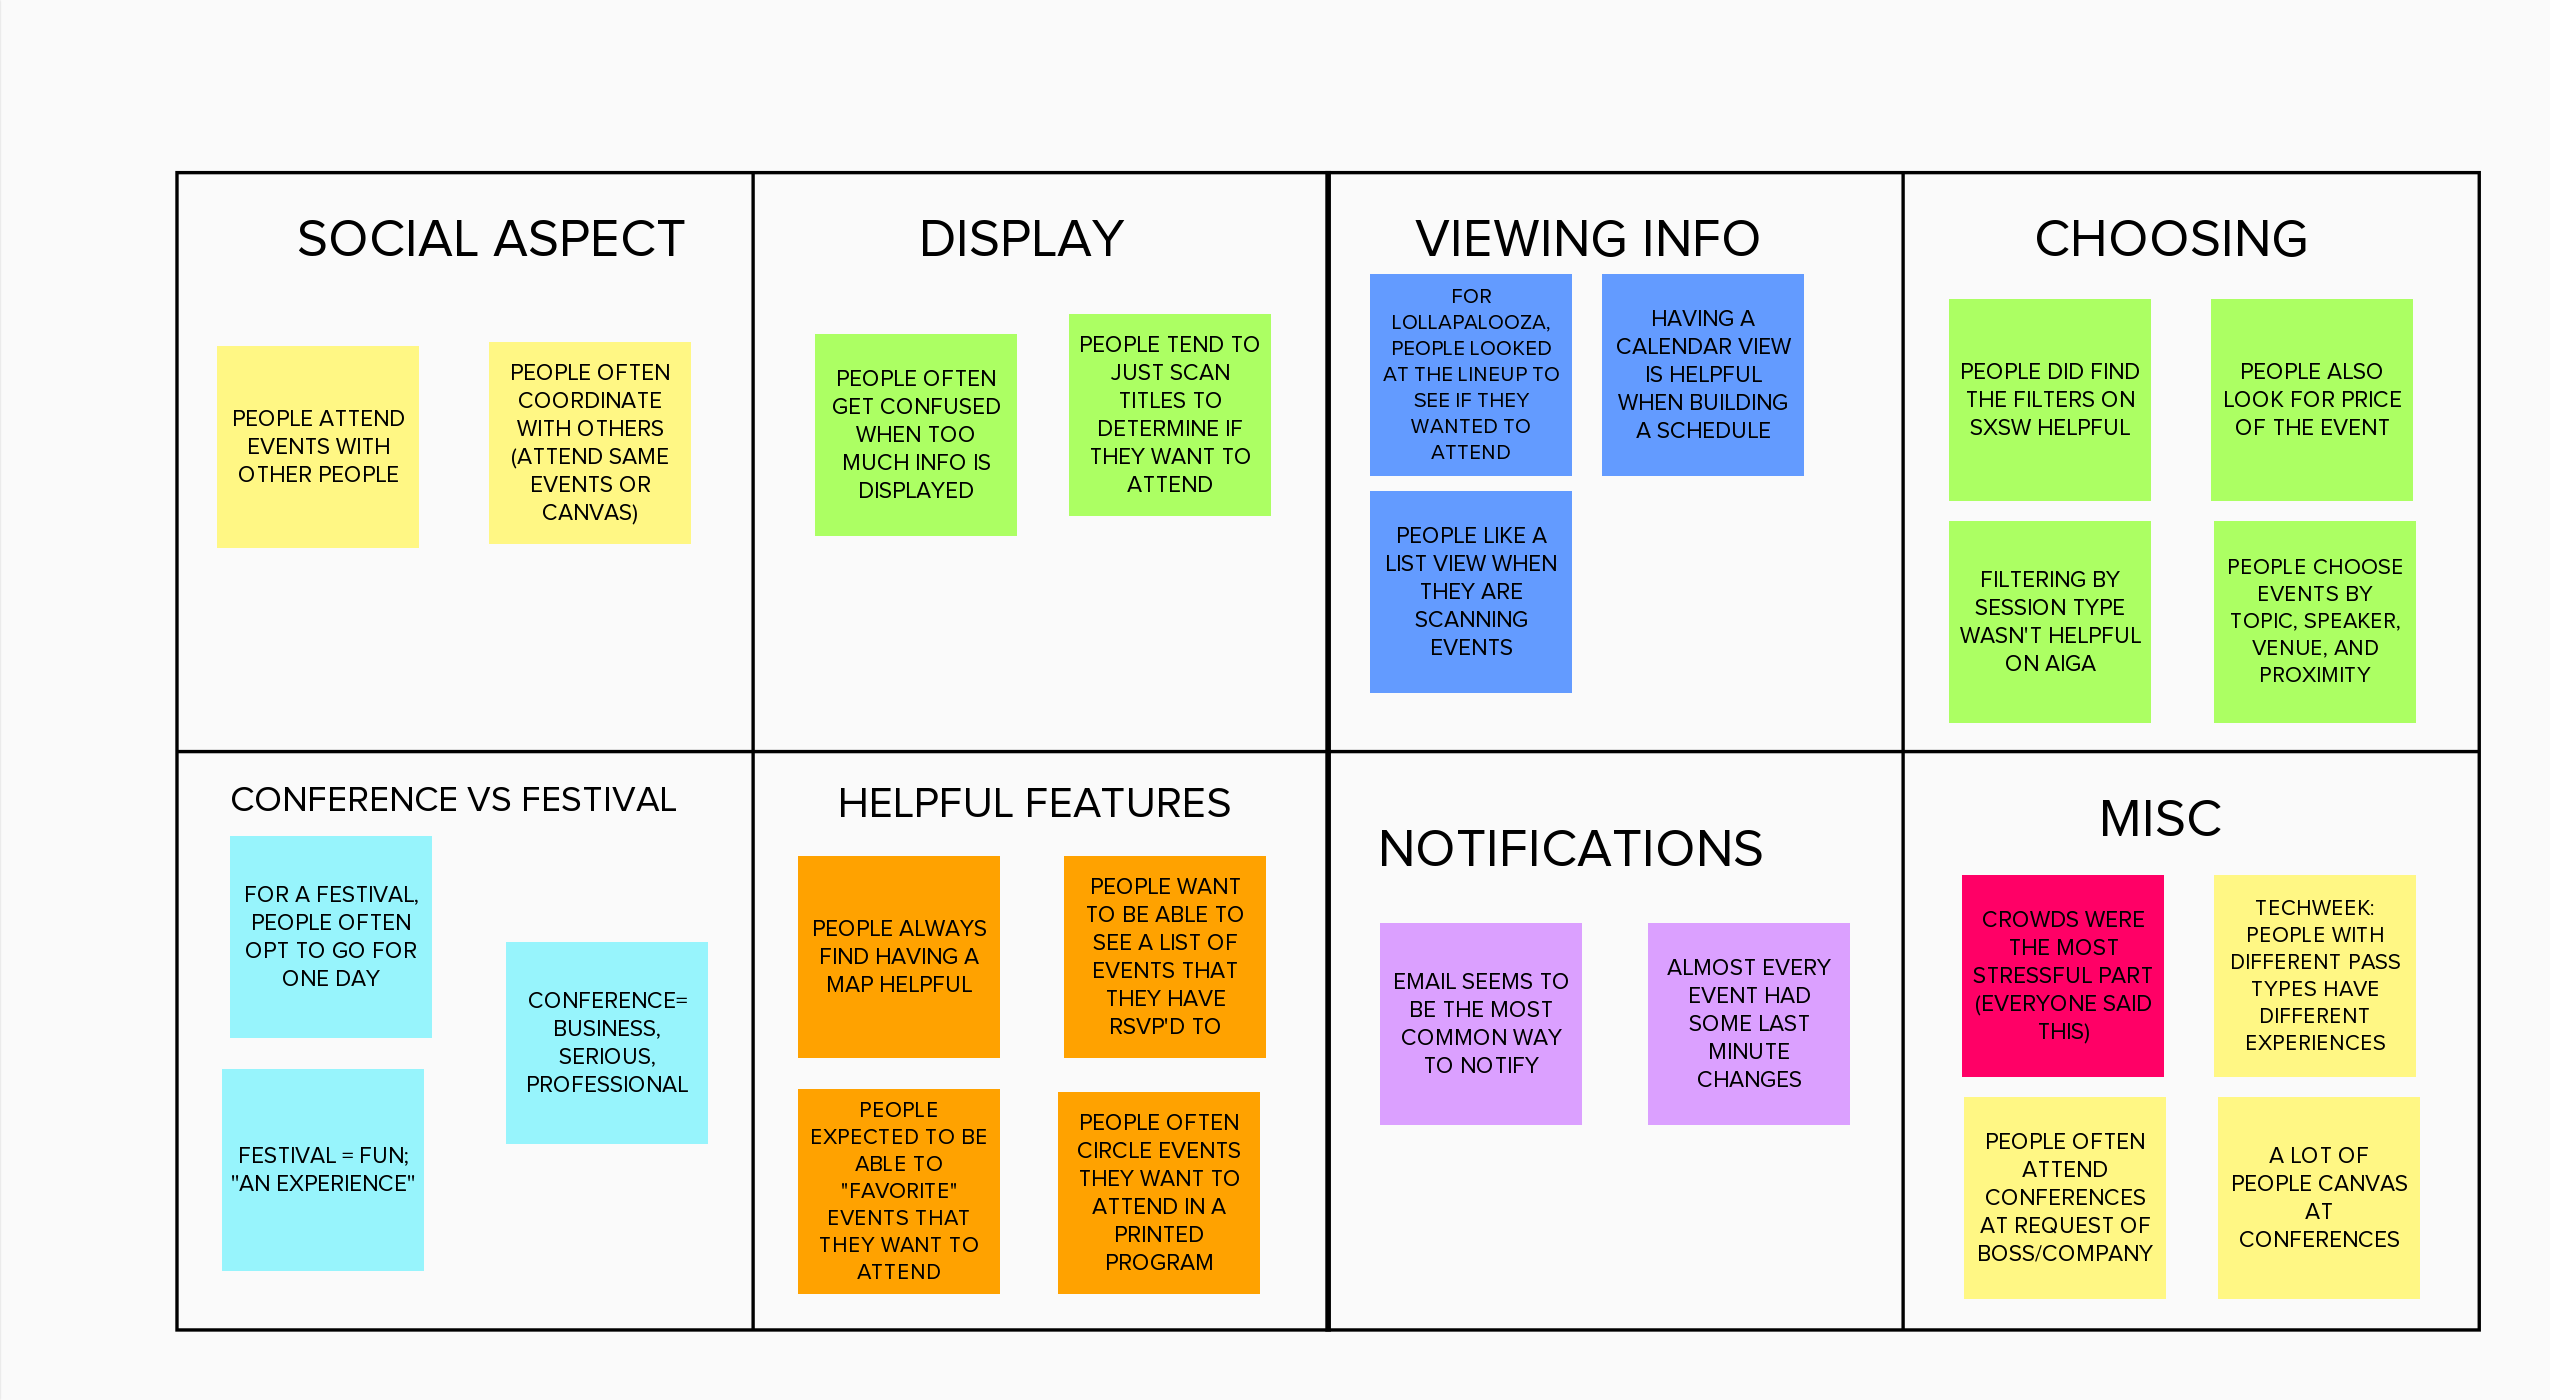 SOCIAL ASPECT
PEOPLE ATTEND
EVENTS WITH
OTHER PEOPLE
PEOPLE OFTEN
COORDINATE
WITH OTHERS
(ATTEND SAME
EVENTS OR
CANVAS)
DISPLAY
PEOPLE OFTEN
GET CONFUSED
WHEN TOO
MUCH INFO IS
DISPLAYED
PEOPLE TEND TO
JUST SCAN
TITLES TO
DETERMINE IF
THEY WANT TO
ATTEND
VIEWING INFO
FOR
LOLLAPALOOZA,
PEOPLE LOOKED
AT THE LINEUP TO
SEE IF THEY
WANTED TO
ATTEND
HAVING A
CALENDAR VIEW
IS HELPFUL
WHEN BUILDING
A SCHEDULE
PEOPLE LIKE A
LIST VIEW WHEN
THEY ARE
SCANNING
EVENTS
CHOOSING
PEOPLE DID FIND
THE FILTERS ON
SXSW HELPFUL
PEOPLE ALSO
LOOK FOR PRICE
OF THE EVENT
FILTERING BY
SESSION TYPE
WASN'T HELPFUL
ON AIGA
PEOPLE CHOOSE
EVENTS BY
TOPIC, SPEAKER,
VENUE, AND
PROXIMITY
CONFERENCE VS FESTIVAL
FOR A FESTIVAL,
PEOPLE OFTEN
OPT TO GO FOR
ONE DAY
CONFERENCE=
BUSINESS,
SERIOUS,
PROFESSIONAL
FESTIVAL = FUN;
"AN EXPERIENCE"
HELPFUL FEATURES
PEOPLE ALWAYS
FIND HAVING A
MAP HELPFUL
PEOPLE WANT
TO BE ABLE TO
SEE A LIST OF
EVENTS THAT
THEY HAVE
RSVP'D TO
PEOPLE
EXPECTED TO BE
ABLE TO
"FAVORITE"
EVENTS THAT
THEY WANT TO
ATTEND
PEOPLE OFTEN
CIRCLE EVENTS
THEY WANT TO
ATTEND IN A
PRINTED
PROGRAM
NOTIFICATIONS
EMAIL SEEMS TO
BE THE MOST
COMMON WAY
TO NOTIFY
ALMOST EVERY
EVENT HAD
SOME LAST
MINUTE
CHANGES
MISC
CROWDS WERE
THE MOST
STRESSFUL PART
(EVERYONE SAID
THIS)
TECHWEEK:
PEOPLE WITH
DIFFERENT PASS
TYPES HAVE
DIFFERENT
EXPERIENCES
PEOPLE OFTEN
ATTEND
CONFERENCES
AT REQUEST OF
BOSS/COMPANY
A LOT OF
PEOPLE CANVAS
AT
CONFERENCES